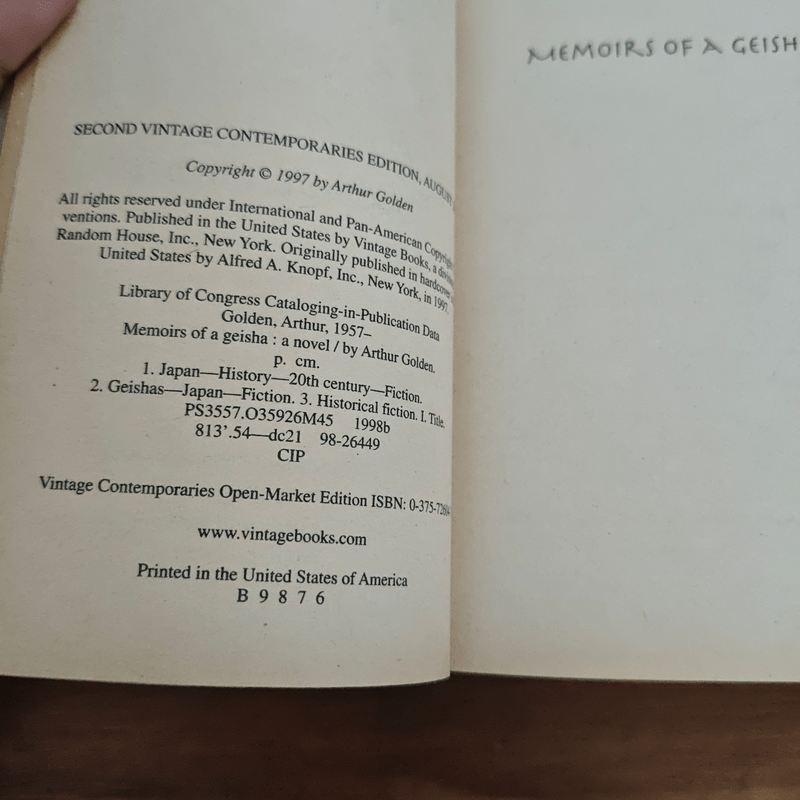 SECOND VINTAGE CONTEMPORARIES EDITION, AUGUST
Copyright © 1997 by Arthur Golden
All rights reserved under International and Pan-American Copyright
ventions. Published in the United States by Vintage Books, a
Random House, Inc., New York. Originally published in hardcover
United States by Alfred A. Knopf, Inc., New York, in 1997.
Library of Congress Cataloging-in-Publication Data
Golden, Arthur, 1957–
Memoirs of a geisha : a novel / by Arthur Golden.
p. cm.
1. Japan—History—20th century—Fiction.
2. Geishas—Japan—Fiction. 3. Historical fiction. I. Title.
PS3557.O35926M45 1998b
813'.54—dc21 98-26449
CIP
Vintage Contemporaries Open-Market Edition ISBN:
www.vintagebooks.com
Printed in the United States of America
B 9 8 7 6
MEMOIRS OF A GEISH